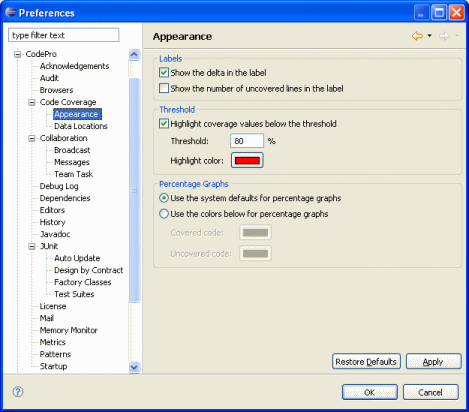 Preferences
type filter text
Appearance
CodePro
Acknowledgements
Audit
Browsers
Code Coverage
Appearance
Data Locations
Collaboration
Broadcast
Messages
Team Task
Debug Log
Dependencies
Editors
History
Javadoc
JUnit
Auto Update
Design by Contract
Factory Classes
Test Suites
License
Mail
Memory Monitor
Metrics
Patterns
Startup
Labels
Show the delta in the label
Show the number of uncovered lines in the label
Threshold
Highlight coverage values below the threshold
Threshold: 80 %
Highlight color:
Percentage Graphs
Use the system defaults for percentage graphs
Use the colors below for percentage graphs
Covered code:
Uncovered code:
Restore Defaults Apply
? OK Cancel